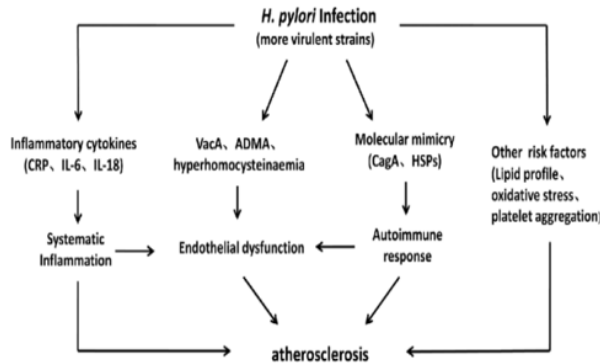 H. pylori Infection
(more virulent strains)
Inflammatory cytokines
(CRP、IL-6、IL-18)
VacA、ADMA、
hyperhomocysteinaemia
Molecular mimicry
(CagA、HSPs)
Other risk factors
(Lipid profile、
oxidative stress、
platelet aggregation)
Systematic
Inflammation
Endothelial dysfunction
Autoimmune
response
atherosclerosis